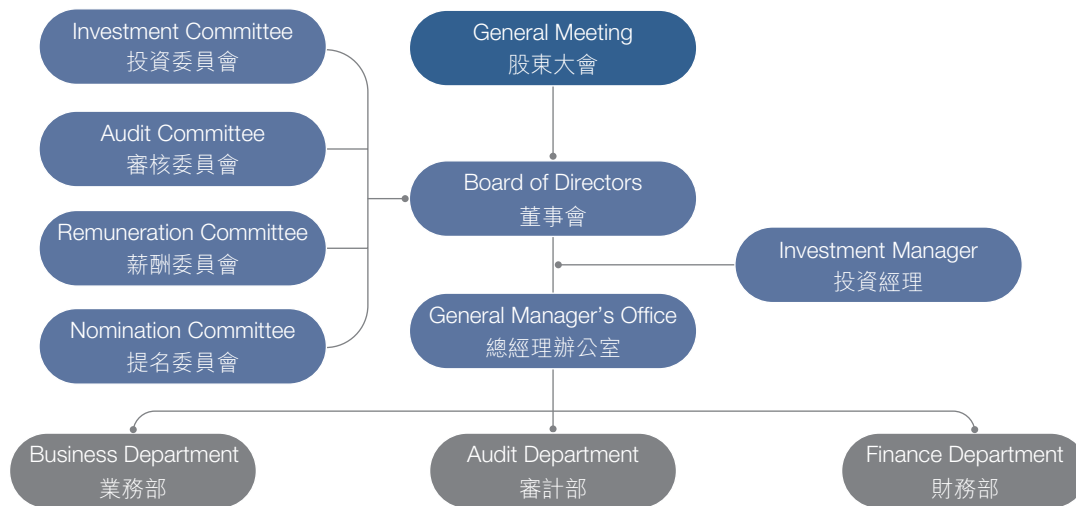 Investment Committee
投資委員會
General Meeting
股東大會
Audit Committee
審核委員會
Board of Directors
董事會
Remuneration Committee
薪酬委員會
Investment Manager
投資經理
General Manager's Office
總經理辦公室
Nomination Committee
提名委員會
Business Department
業務部
Audit Department
審計部
Finance Department
財務部